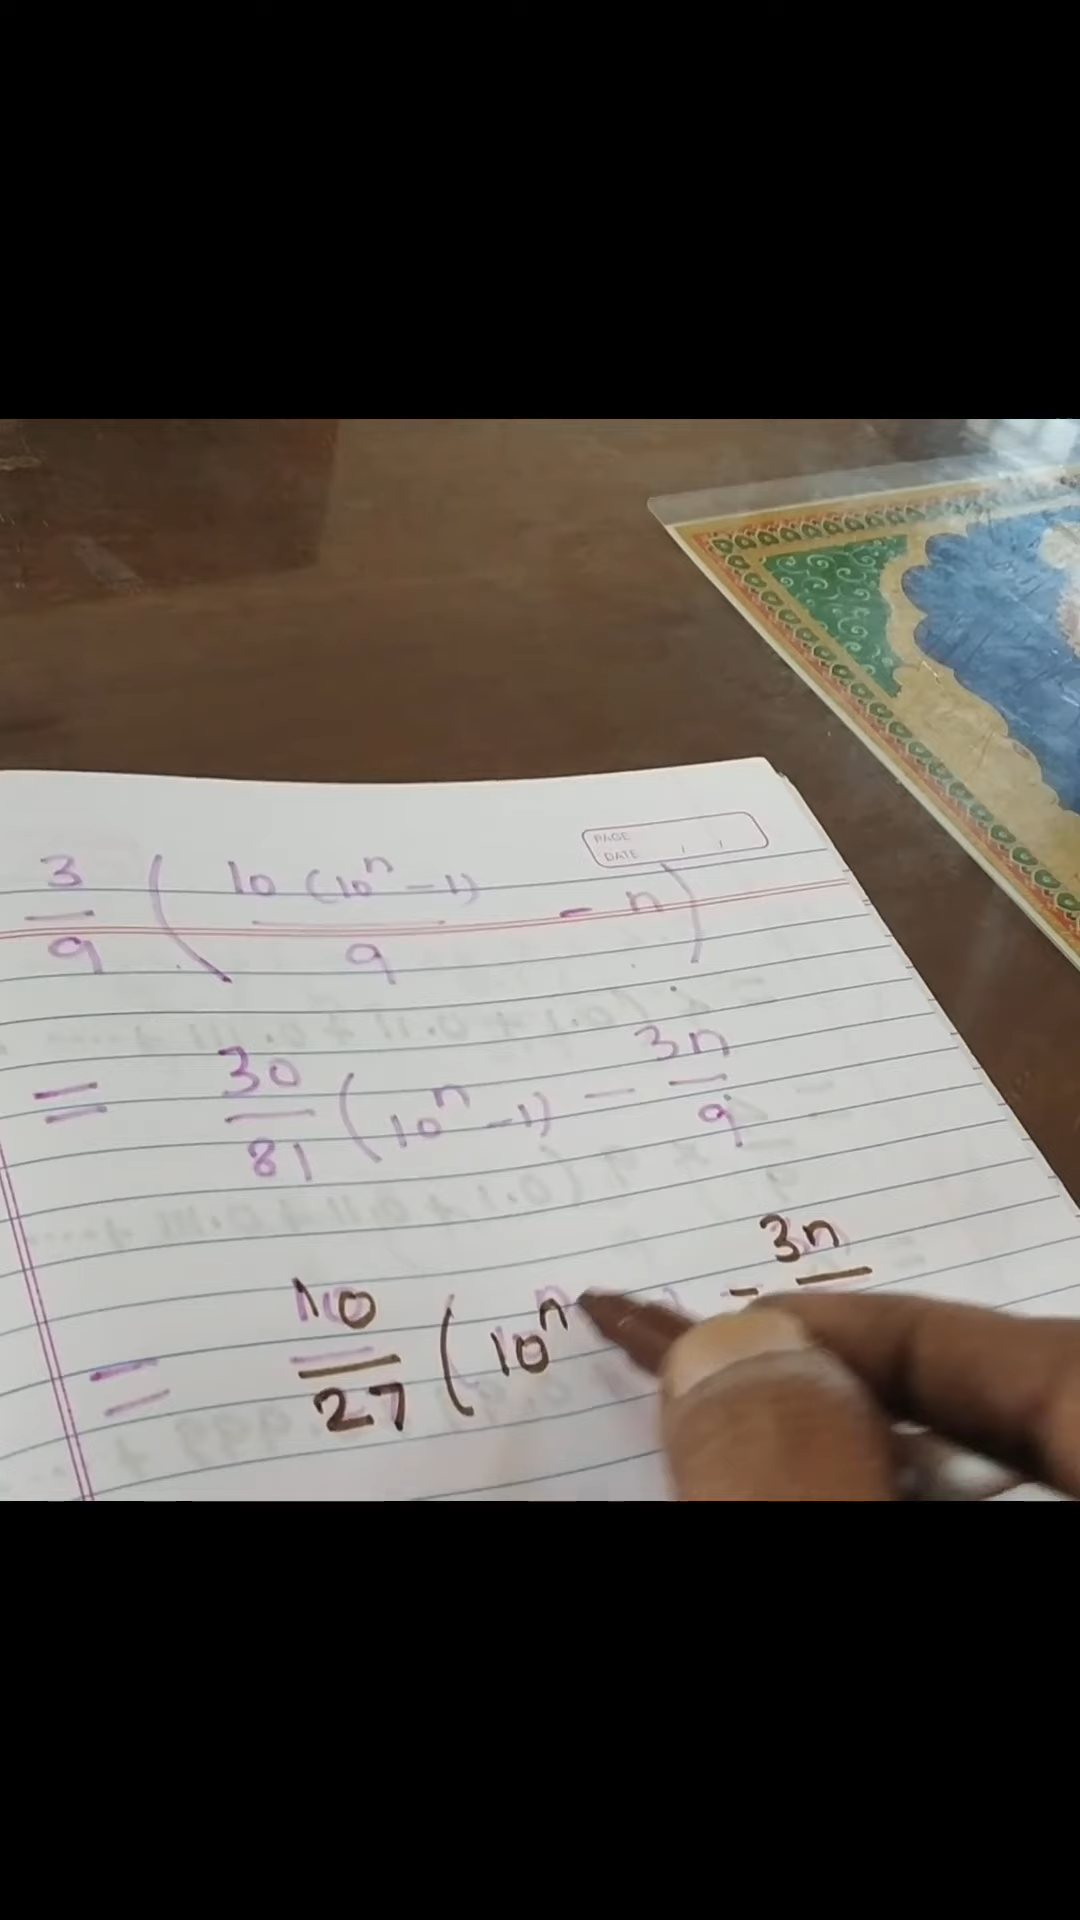 PAGE
DATE
3/9 ( 10 (10^n - 1) / 9 - n )
= 30/81 ( 10^n - 1) - 3n/9
= 10/27 ( 10^n - 3n